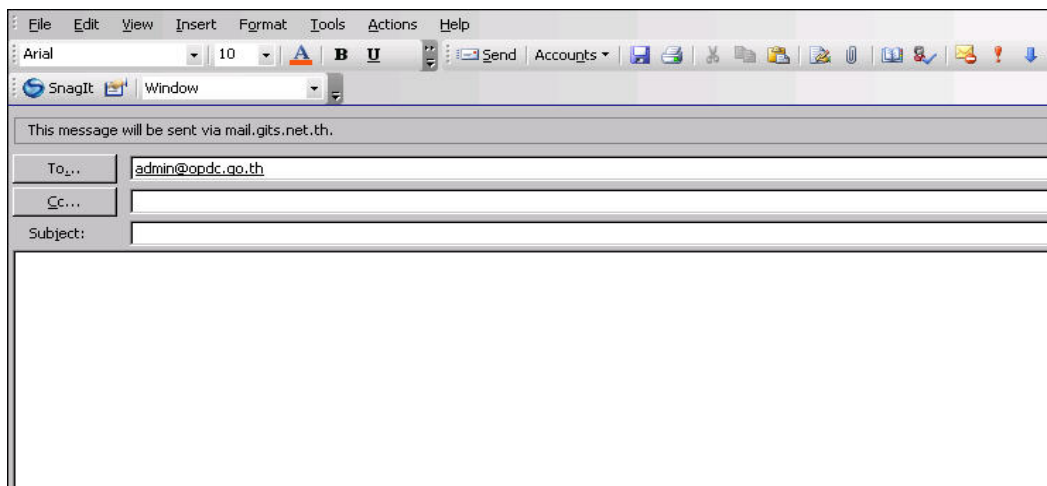 File Edit View Insert Format Tools Actions Help
Arial 10 A B U Send Accounts
SnagIt Window
This message will be sent via mail.gits.net.th.
To... admin@opdc.go.th
Cc...
Subject: